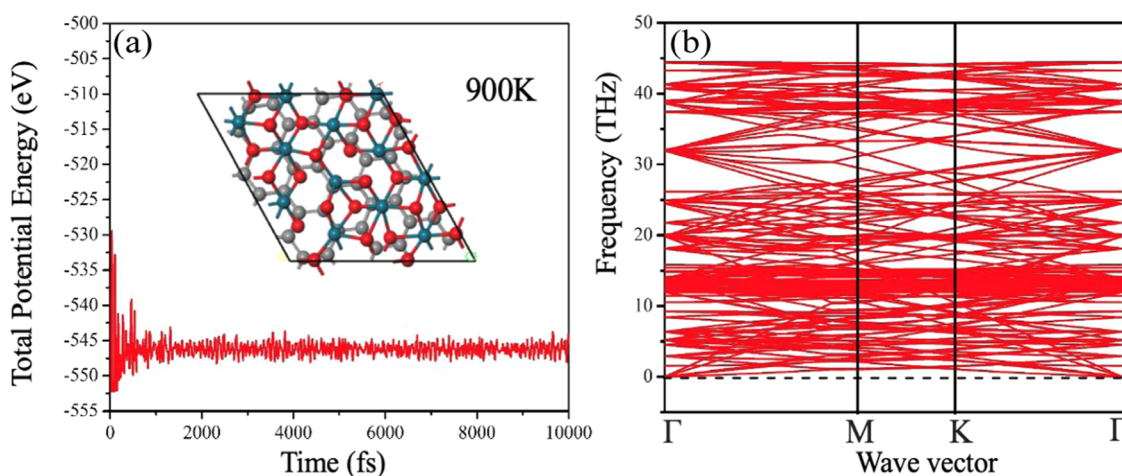 (a)
900K
Total Potential Energy (eV)
-500
-505
-510
-515
-520
-525
-530
-535
-540
-545
-550
-555
0
2000
4000
6000
8000
10000
Time (fs)
(b)
Frequency (THz)
50
40
30
20
10
0
Γ
M
K
Γ
Wave vector